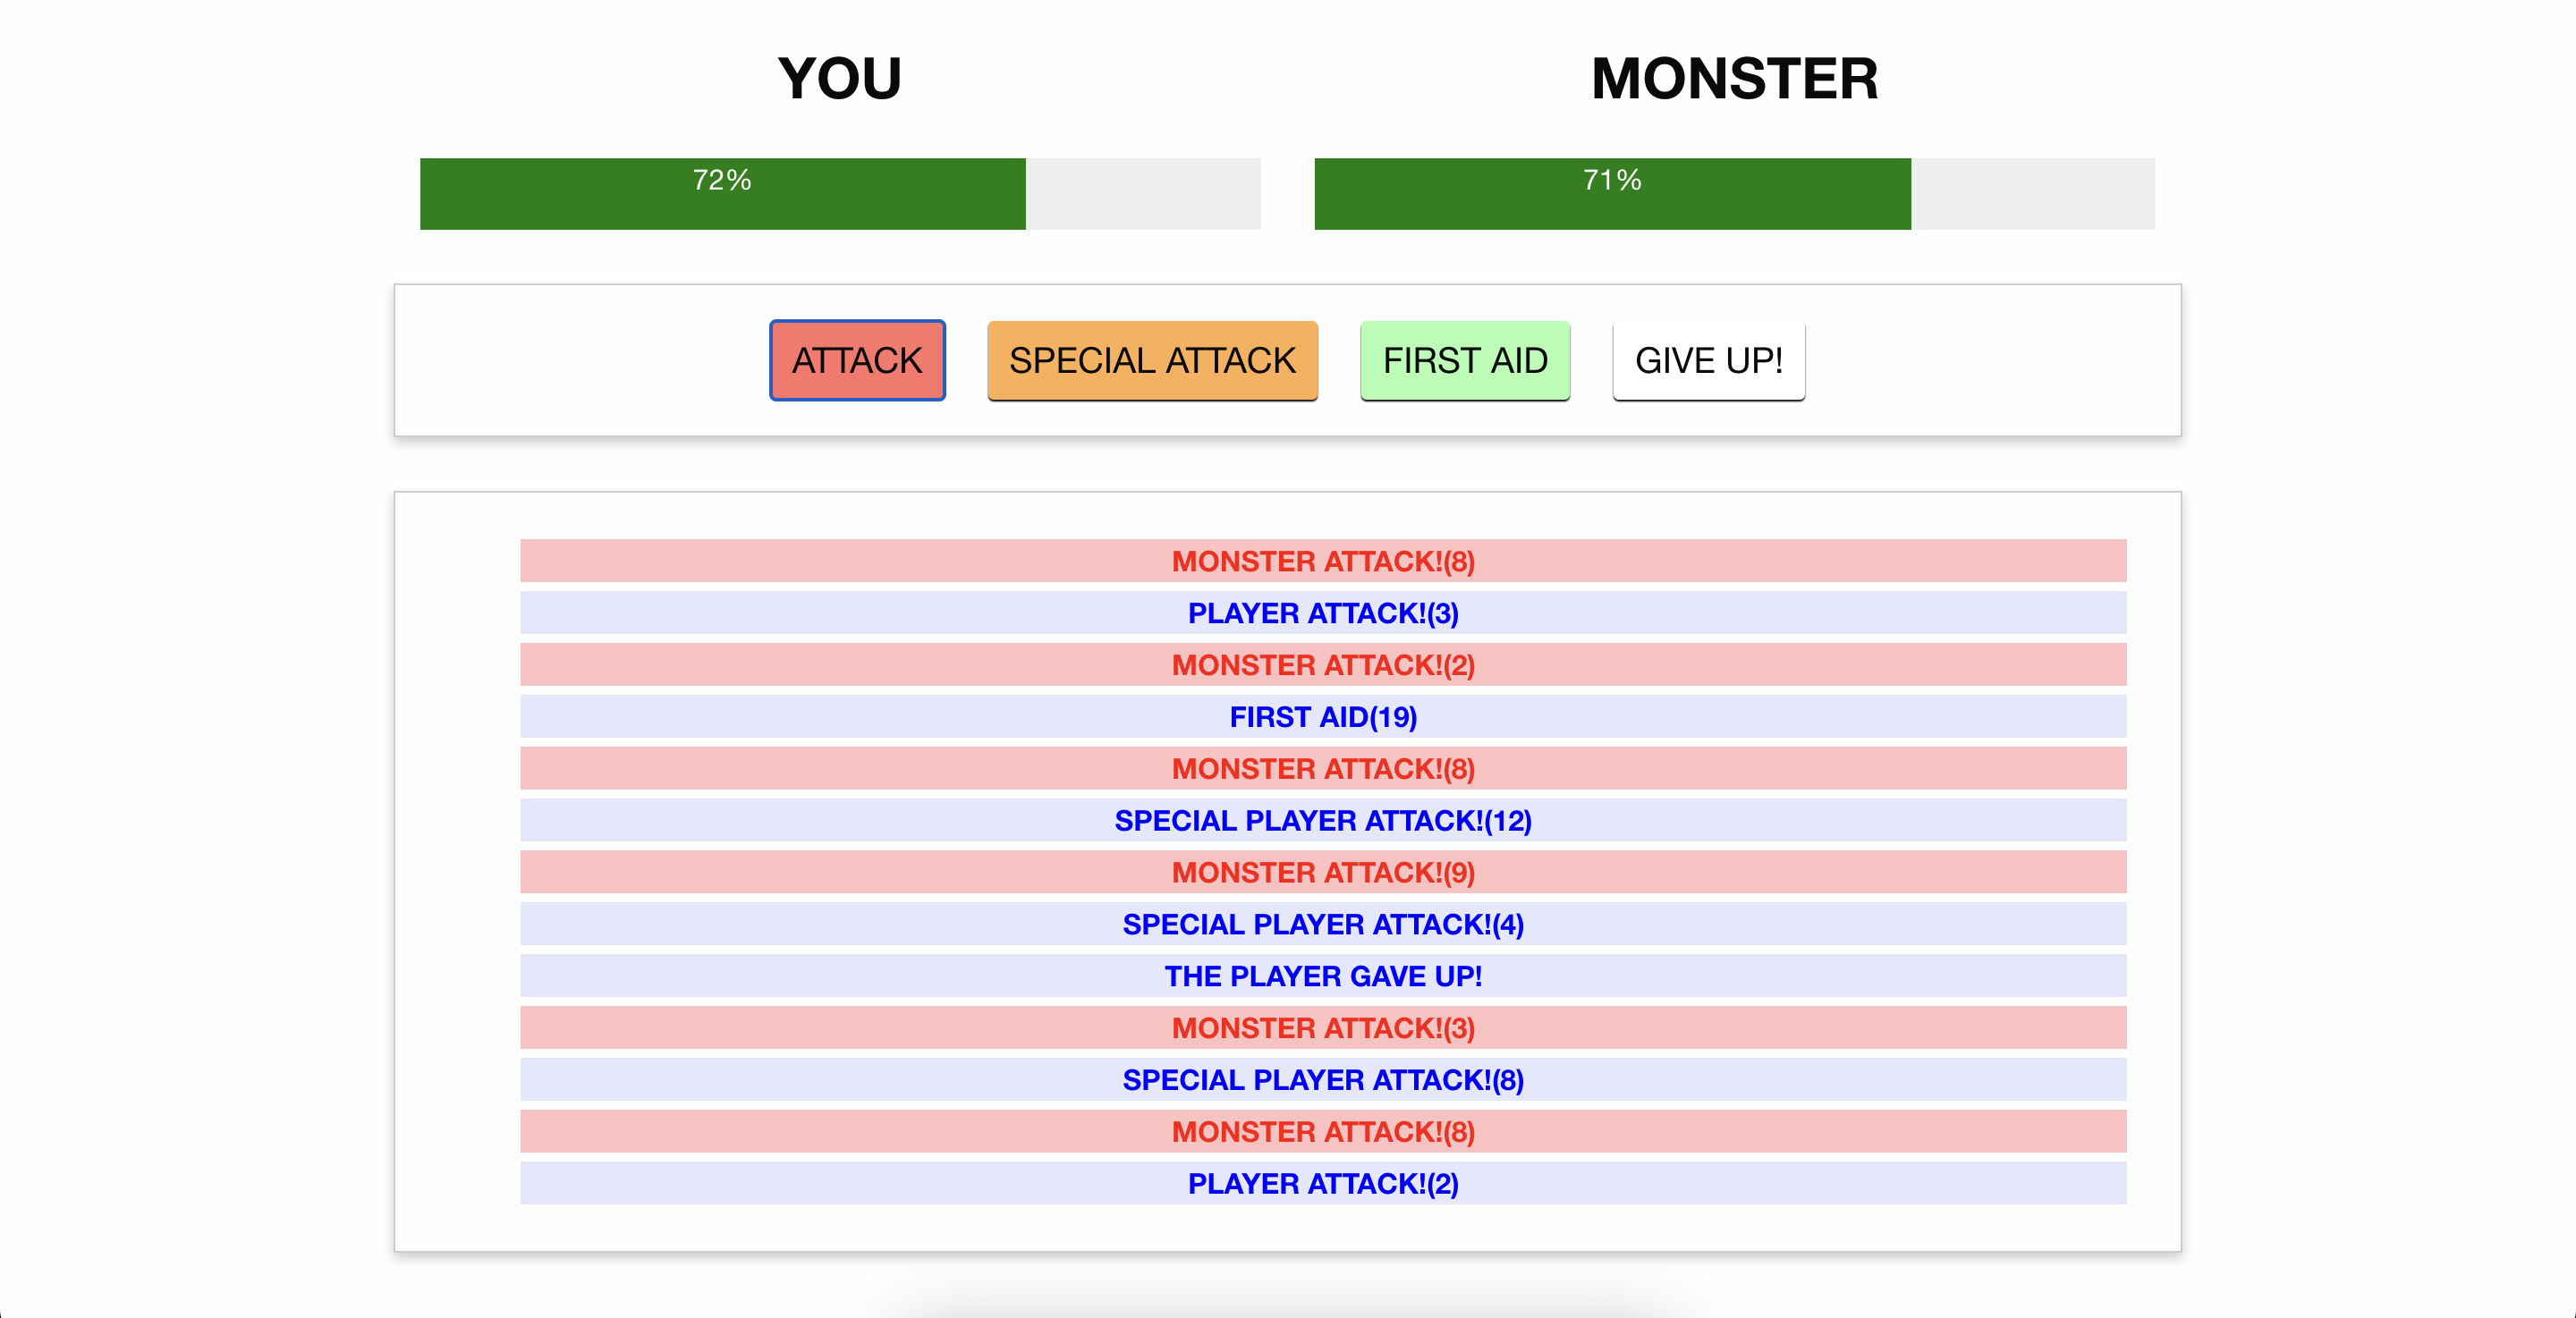 YOU MONSTER
72% 71%
ATTACK SPECIAL ATTACK FIRST AID GIVE UP!
MONSTER ATTACK!(8)
PLAYER ATTACK!(3)
MONSTER ATTACK!(2)
FIRST AID(19)
MONSTER ATTACK!(8)
SPECIAL PLAYER ATTACK!(12)
MONSTER ATTACK!(9)
SPECIAL PLAYER ATTACK!(4)
THE PLAYER GAVE UP!
MONSTER ATTACK!(3)
SPECIAL PLAYER ATTACK!(8)
MONSTER ATTACK!(8)
PLAYER ATTACK!(2)